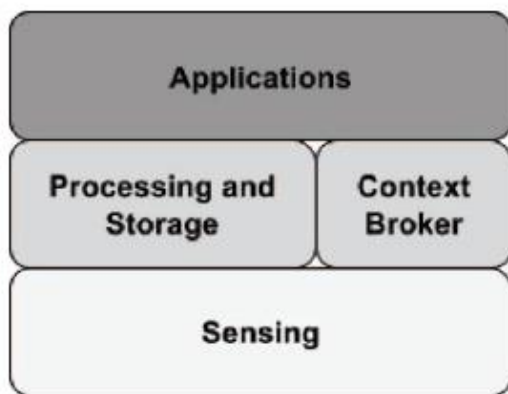 Applications
Processing and
Storage
Context
Broker
Sensing